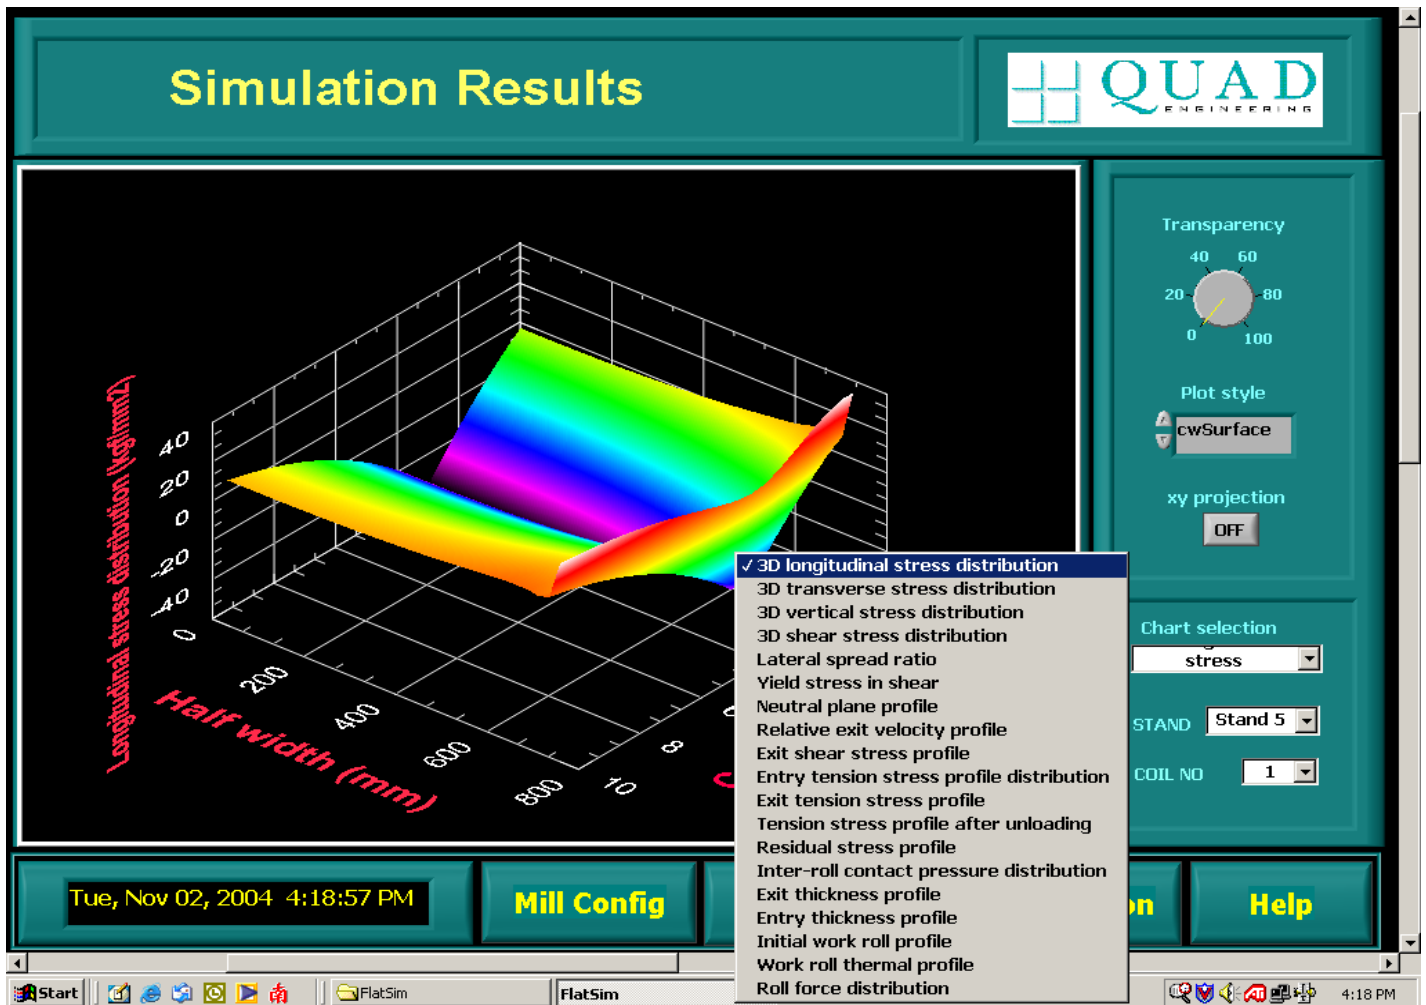 Simulation Results
QUAD
ENGINEERING
Transparency
40 60
20 80
0 100
Plot style
cwSurface
xy projection
OFF
Longitudinal stress distribution (kgf/mm2)
40
20
0
-20
-40
0
200
400
600
800
Half width (mm)
10
8
✓ 3D longitudinal stress distribution
3D transverse stress distribution
3D vertical stress distribution
3D shear stress distribution
Lateral spread ratio
Yield stress in shear
Neutral plane profile
Relative exit velocity profile
Exit shear stress profile
Entry tension stress profile distribution
Exit tension stress profile
Tension stress profile after unloading
Residual stress profile
Inter-roll contact pressure distribution
Exit thickness profile
Entry thickness profile
Initial work roll profile
Work roll thermal profile
Roll force distribution
Chart selection
stress
STAND Stand 5
COIL NO 1
Tue, Nov 02, 2004 4:18:57 PM
Mill Config
on
Help
Start
南
FlatSim
FlatSim
4:18 PM